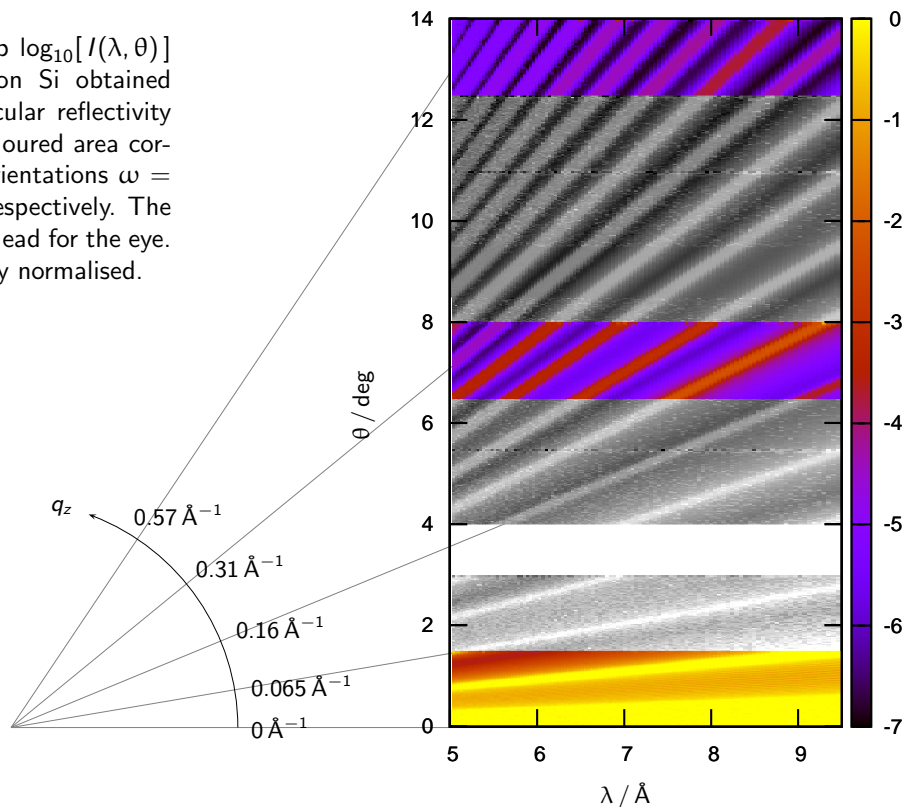 log₁₀[I(λ, θ)]
on Si obtained
cular reflectivity
oured area cor-
rientations ω =
espectively. The
ead for the eye.
y normalised.
14
12
10
8
6
4
2
0
θ / deg
5
6
7
8
9
λ / Å
0
-1
-2
-3
-4
-5
-6
-7
q_z
0.57 Å⁻¹
0.31 Å⁻¹
0.16 Å⁻¹
0.065 Å⁻¹
0 Å⁻¹